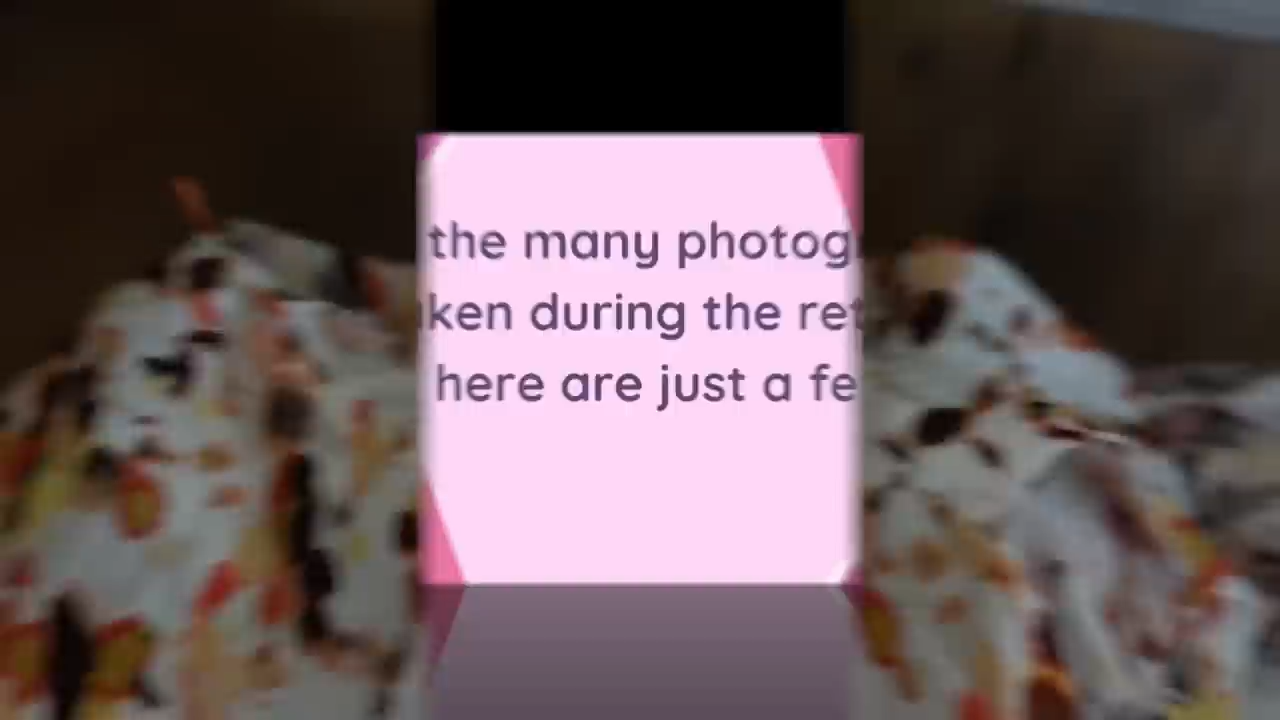 the many photog
ken during the ret
here are just a fe